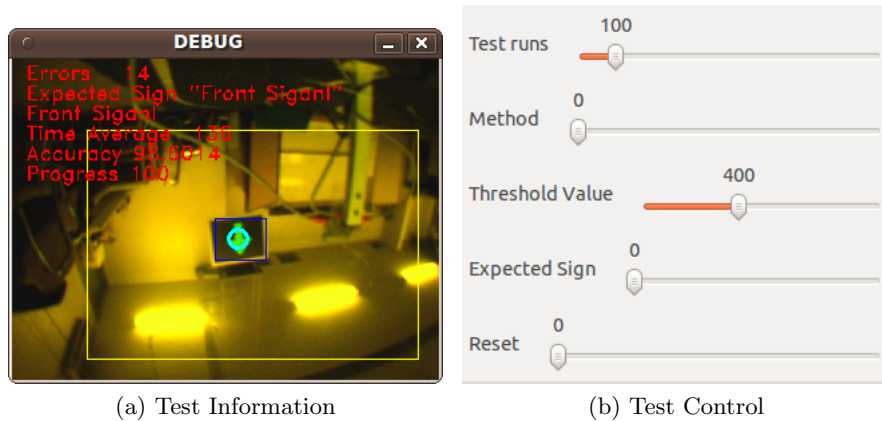 DEBUG
Errors 14
Expected Sign "Front Siganl"
Front Siganl
Time Average 136
Accuracy 98.6014
Progress 100
(a) Test Information
100
Test runs
0
Method
400
Threshold Value
0
Expected Sign
0
Reset
(b) Test Control